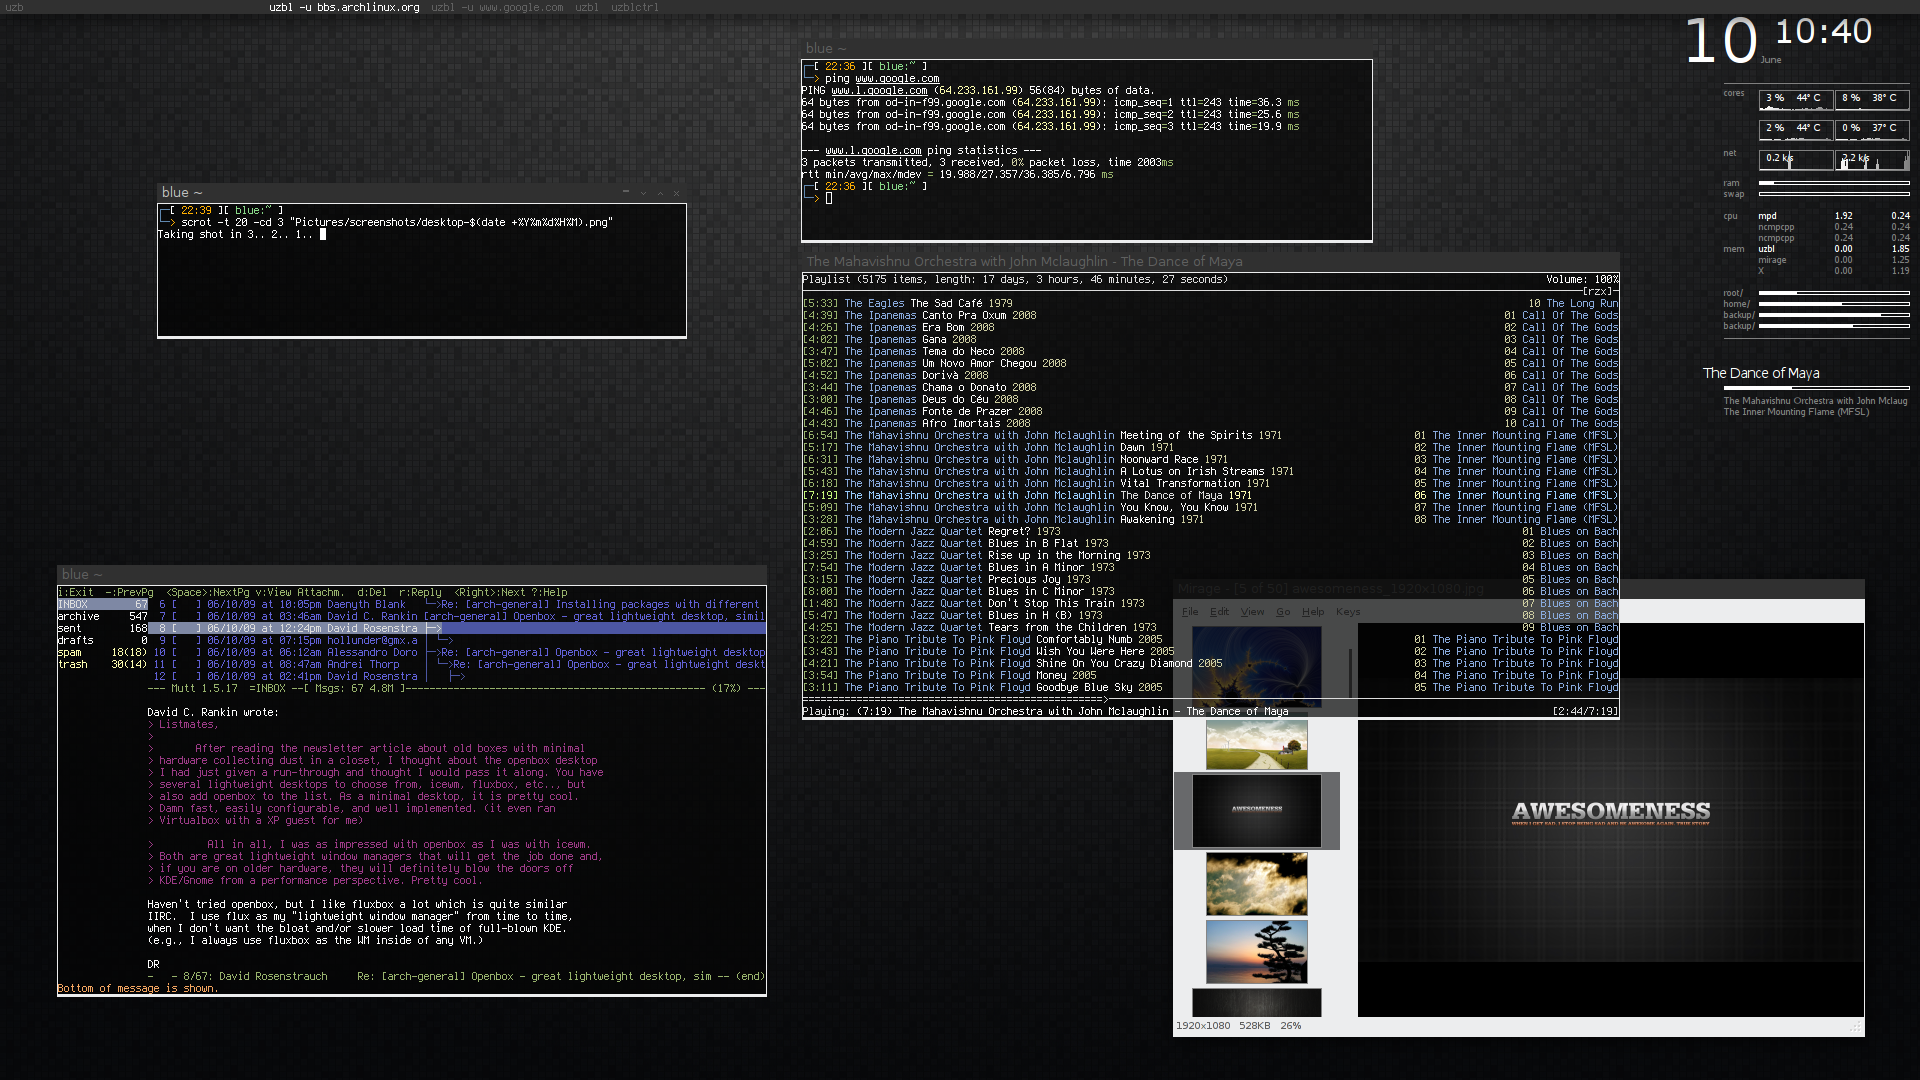 uzb uzbl -u bbs.archlinux.org uzbl -u www.google.com uzbl uzblctrl
10 10:40
June
cores 3 % 44° C 8 % 38° C
2 % 44° C 0 % 37° C
net 0.2 k/s 2.2 k/s
ram
swap
cpu mpd 1.92 0.24
ncmpcpp 0.24 0.24
ncmpcpp 0.24 0.24
mem uzbl 0.00 1.85
mirage 0.00 1.25
X 0.00 1.19
root/
home/
backup/
backup/
The Dance of Maya
The Mahavishnu Orchestra with John Mclaug
The Inner Mounting Flame (MFSL)
blue ~
[ 22:36 ][ blue:~ ]
> ping www.google.com
PING www.l.google.com (64.233.161.99) 56(84) bytes of data.
64 bytes from od-in-f99.google.com (64.233.161.99): icmp_seq=1 ttl=243 time=36.3 ms
64 bytes from od-in-f99.google.com (64.233.161.99): icmp_seq=2 ttl=243 time=25.6 ms
64 bytes from od-in-f99.google.com (64.233.161.99): icmp_seq=3 ttl=243 time=19.9 ms
--- www.l.google.com ping statistics ---
3 packets transmitted, 3 received, 0% packet loss, time 2003ms
rtt min/avg/max/mdev = 19.988/27.357/36.385/6.796 ms
[ 22:36 ][ blue:~ ]
>
blue ~
[ 22:39 ][ blue:~ ]
> scrot -t 20 -cd 3 "Pictures/screenshots/desktop-$(date +%Y%m%d%H%M).png"
Taking shot in 3.. 2.. 1..
The Mahavishnu Orchestra with John Mclaughlin - The Dance of Maya
Playlist (5175 items, length: 17 days, 3 hours, 46 minutes, 27 seconds) Volume: 100%
[rzx]
[5:33] The Eagles The Sad Café 1979 10 The Long Run
[4:39] The Ipanemas Canto Pra Oxum 2008 01 Call Of The Gods
[4:26] The Ipanemas Era Bom 2008 02 Call Of The Gods
[4:02] The Ipanemas Gana 2008 03 Call Of The Gods
[3:47] The Ipanemas Tema do Neco 2008 04 Call Of The Gods
[5:02] The Ipanemas Um Novo Amor Chegou 2008 05 Call Of The Gods
[4:52] The Ipanemas Dorivà 2008 06 Call Of The Gods
[3:44] The Ipanemas Chama o Donato 2008 07 Call Of The Gods
[3:00] The Ipanemas Deus do Céu 2008 08 Call Of The Gods
[4:46] The Ipanemas Fonte de Prazer 2008 09 Call Of The Gods
[4:43] The Ipanemas Afro Imortais 2008 10 Call Of The Gods
[6:54] The Mahavishnu Orchestra with John Mclaughlin Meeting of the Spirits 1971 01 The Inner Mounting Flame (MFSL)
[5:17] The Mahavishnu Orchestra with John Mclaughlin Dawn 1971 02 The Inner Mounting Flame (MFSL)
[6:31] The Mahavishnu Orchestra with John Mclaughlin Noonward Race 1971 03 The Inner Mounting Flame (MFSL)
[5:43] The Mahavishnu Orchestra with John Mclaughlin A Lotus on Irish Streams 1971 04 The Inner Mounting Flame (MFSL)
[6:18] The Mahavishnu Orchestra with John Mclaughlin Vital Transformation 1971 05 The Inner Mounting Flame (MFSL)
[7:19] The Mahavishnu Orchestra with John Mclaughlin The Dance of Maya 1971 06 The Inner Mounting Flame (MFSL)
[5:09] The Mahavishnu Orchestra with John Mclaughlin You Know, You Know 1971 07 The Inner Mounting Flame (MFSL)
[3:28] The Mahavishnu Orchestra with John Mclaughlin Awakening 1971 08 The Inner Mounting Flame (MFSL)
[2:06] The Modern Jazz Quartet Regret? 1973 01 Blues on Bach
[4:59] The Modern Jazz Quartet Blues in B Flat 1973 02 Blues on Bach
[3:25] The Modern Jazz Quartet Rise up in the Morning 1973 03 Blues on Bach
[7:54] The Modern Jazz Quartet Blues in A Minor 1973 04 Blues on Bach
[3:15] The Modern Jazz Quartet Precious Joy 1973 05 Blues on Bach
[8:00] The Modern Jazz Quartet Blues in C Minor 1973 06 Blues on Bach
[1:48] The Modern Jazz Quartet Don't Stop This Train 1973 07 Blues on Bach
[5:47] The Modern Jazz Quartet Blues in H (B) 1973 08 Blues on Bach
[4:25] The Modern Jazz Quartet Tears from the Children 1973 09 Blues on Bach
[3:22] The Piano Tribute To Pink Floyd Comfortably Numb 2005 01 The Piano Tribute To Pink Floyd
[3:43] The Piano Tribute To Pink Floyd Wish You Were Here 2005 02 The Piano Tribute To Pink Floyd
[4:21] The Piano Tribute To Pink Floyd Shine On You Crazy Diamond 2005 03 The Piano Tribute To Pink Floyd
[3:54] The Piano Tribute To Pink Floyd Money 2005 04 The Piano Tribute To Pink Floyd
[3:11] The Piano Tribute To Pink Floyd Goodbye Blue Sky 2005 05 The Piano Tribute To Pink Floyd
Playing: (7:19) The Mahavishnu Orchestra with John Mclaughlin - The Dance of Maya [2:44/7:19]
blue ~
i:Exit -:PrevPg <Space>:NextPg v:View Attachm. d:Del r:Reply <Right>:Next ?:Help
INBOX 67 6 [ ] 06/10/09 at 10:05pm Daenyth Blank └─>Re: [arch-general] Installing packages with different
archive 547 7 [ ] 06/10/09 at 03:46am David C. Rankin [arch-general] Openbox - great lightweight desktop, simil
sent 168 8 [ ] 06/10/09 at 12:24pm David Rosenstra ├─>
drafts 0 9 [ ] 06/10/09 at 07:15pm hollunder@gmx.a │ └─>
spam 18(18) 10 [ ] 06/10/09 at 06:12am Alessandro Doro ├─>Re: [arch-general] Openbox - great lightweight desktop
trash 30(14) 11 [ ] 06/10/09 at 08:47am Andrei Thorp │ └─>Re: [arch-general] Openbox - great lightweight deskt
12 [ ] 06/10/09 at 02:41pm David Rosenstra │ ├─>
--- Mutt 1.5.17 =INBOX --[ Msgs: 67 4.8M ]--- (17%) ---
David C. Rankin wrote:
> Listmates,
>
> After reading the newsletter article about old boxes with minimal
> hardware collecting dust in a closet, I thought about the openbox desktop
> I had just given a run-through and thought I would pass it along. You have
> several lightweight desktops to choose from, icewm, fluxbox, etc.., but
> also add openbox to the list. As a minimal desktop, it is pretty cool.
> Damn fast, easily configurable, and well implemented. (it even ran
> Virtualbox with a XP guest for me)
>
> All in all, I was as impressed with openbox as I was with icewm.
> Both are great lightweight window managers that will get the job done and,
> if you are on older hardware, they will definitely blow the doors off
> KDE/Gnome from a performance perspective. Pretty cool.
Haven't tried openbox, but I like fluxbox a lot which is quite similar
IIRC. I use flux as my "lightweight window manager" from time to time,
when I don't want the bloat and/or slower load time of full-blown KDE.
(e.g., I always use fluxbox as the WM inside of any VM.)
DR
- - 8/67: David Rosenstrauch Re: [arch-general] Openbox - great lightweight desktop, sim -- (end)
Bottom of message is shown.
Mirage - [5 of 50] awesomeness_1920x1080.jpg
File Edit View Go Help Keys
AWESOMENESS
AWESOMENESS
WHEN I GET SAD, I STOP BEING SAD AND BE AWESOME AGAIN. TRUE STORY.
1920x1080 528KB 26%